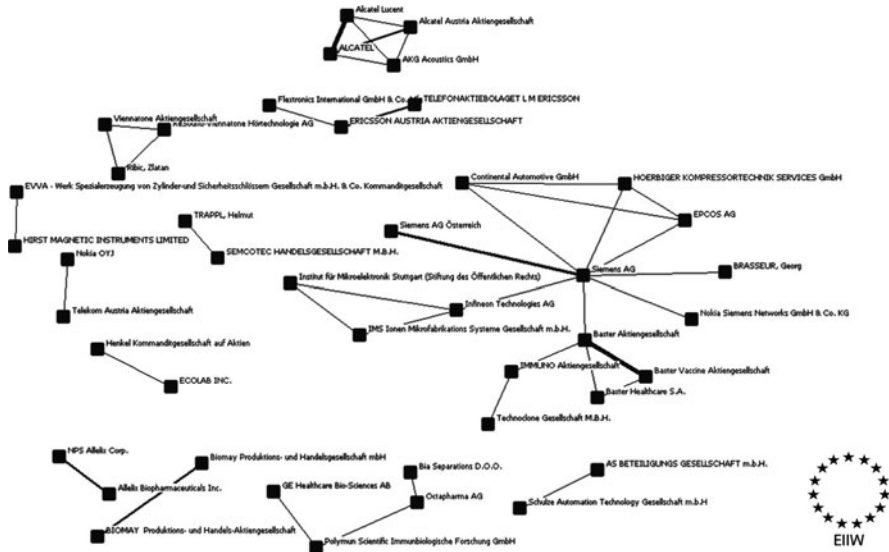 Alcatel Lucent
Alcatel Austria Aktiengesellschaft
ALCATEL
AKG Acoustics GmbH
Flextronics International GmbH & Co.
TELEFONAKTIEBOLAGET L M ERICSSON
ERICSSON AUSTRIA AKTIENGESELLSCHAFT
Viennatone Aktiengesellschaft
Viennatone Hörtechnologie AG
Ribic, Zlatan
EVVA - Werk Spezialerzeugung von Zylinder-und Sicherheitsschlössern Gesellschaft m.b.H. & Co. Kommanditgesellschaft
Continental Automotive GmbH
HOERBIGER KOMPRESSORTECHNIK SERVICES GmbH
TRAPPL, Helmut
EPCOS AG
Siemens AG Österreich
HIRST MAGNETIC INSTRUMENTS LIMITED
Nokia OYJ
SEMCOTEC HANDELSGESELLSCHAFT M.B.H.
Siemens AG
BRASSEUR, Georg
Institut für Mikroelektronik Stuttgart (Stiftung des Öffentlichen Rechts)
Infineon Technologies AG
Telekom Austria Aktiengesellschaft
Nokia Siemens Networks GmbH & Co. KG
IMS Ionen Mikrofabrikations Systeme Gesellschaft m.b.H.
Baxter Aktiengesellschaft
Henkel Kommanditgesellschaft auf Aktien
IMMUNO Aktiengesellschaft
Baxter Vaccine Aktiengesellschaft
ECOLAB INC.
Baxter Healthcare S.A.
Technoclone Gesellschaft M.B.H.
NPS Allelix Corp.
Biomay Produktions- und Handelsgesellschaft mbH
Bia Separations D.O.O.
AS BETEILIGUNGS GESELLSCHAFT m.b.H.
Allelix Biopharmaceuticals Inc.
GE Healthcare Bio-Sciences AB
Octapharma AG
Schulze Automation Technology Gesellschaft m.b.H
BIOMAY Produktions- und Handels-Aktiengesellschaft
Polymun Scientific Immunbiologische Forschung GmbH
EIIW